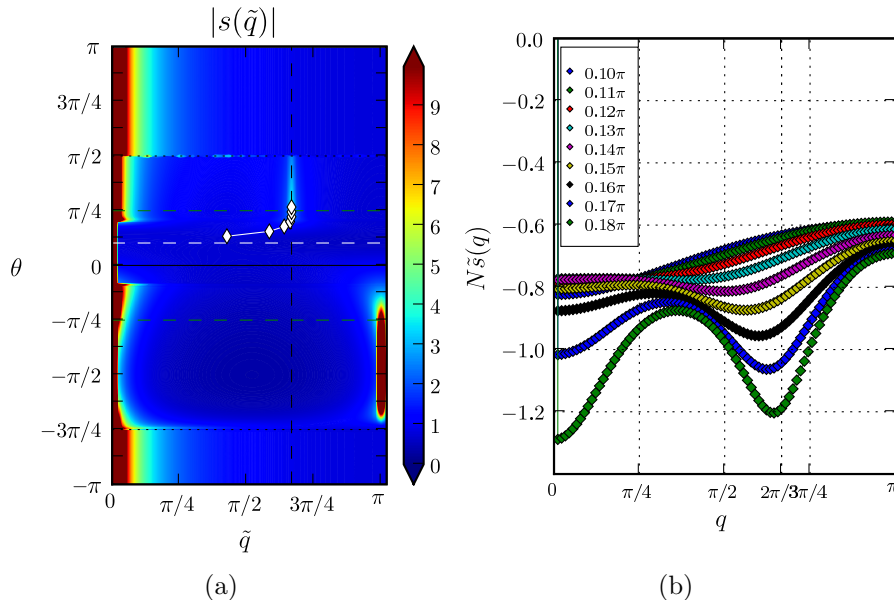 |s(q̃)|
π
3π/4
π/2
π/4
0
−π/4
−π/2
−3π/4
−π
θ
0
π/4
π/2
3π/4
π
q̃
9
8
7
6
5
4
3
2
1
0
(a)
0.0
−0.2
−0.4
−0.6
−0.8
−1.0
−1.2
Ns̃(q)
0.10π
0.11π
0.12π
0.13π
0.14π
0.15π
0.16π
0.17π
0.18π
0
π/4
π/2
2π/3
3π/4
π
q
(b)